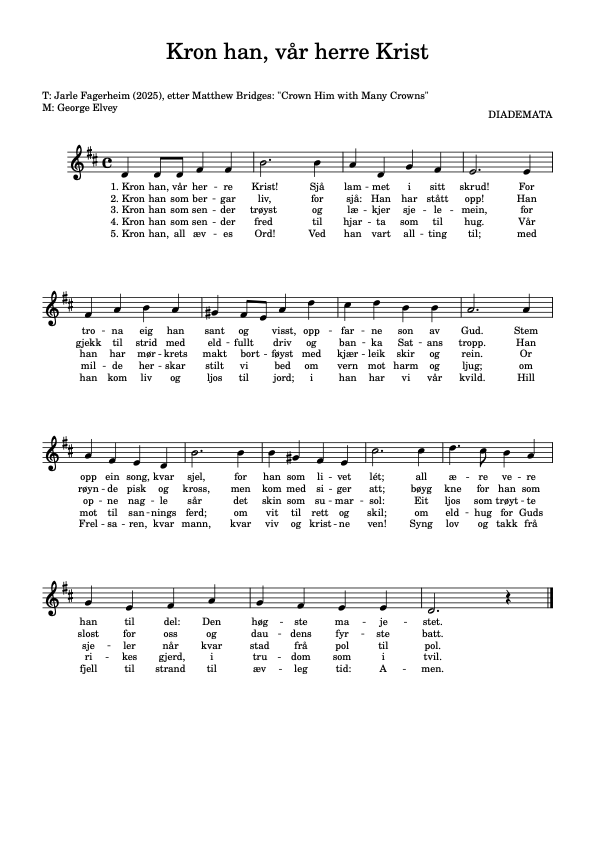 Kron han, vår herre Krist
T: Jarle Fagerheim (2025), etter Matthew Bridges: "Crown Him with Many Crowns"
M: George Elvey
DIADEMATA
1. Kron han, vår her -- re Krist! Sjå lam -- met i sitt skrud! For
2. Kron han som ber -- gar liv, for sjå: Han har stått opp! Han
3. Kron han som sen -- der trøyst og læ -- kjer sje -- le -- mein, for
4. Kron han som sen -- der fred til hjar -- ta som til hug. Vår
5. Kron han, all æv -- es Ord! Ved han vart all -- ting til; med
tro -- na eig han sant og visst, opp -- far -- ne son av Gud. Stem
gjekk til strid med eld -- fullt driv og ban -- ka Sat -- ans tropp. Han
han har mør -- krets makt bort -- føyst med kjær -- leik skir og rein. Or
mil -- de her -- skar stilt vi bed om vern mot harm og ljug; om
han kom liv og ljos til jord; i han har vi vår kvild. Hill
opp ein song, kvar sjel, for han som li -- vet lét; all æ -- re ve -- re
røyn -- de pisk og kross, men kom med si -- ger att; bøyg kne for han som
op -- ne nag -- le sår det skin som su -- mar -- sol: Eit ljos som trøyt -- te
mot til san -- nings ferd; om vit til rett og skil; om eld -- hug for Guds
Frel -- sa -- ren, kvar mann, kvar viv og krist -- ne ven! Syng lov og takk frå
han til del: Den høg -- ste ma -- je -- stet.
slost for oss og dau -- dens fyr -- ste batt.
sje -- ler når kvar stad frå pol til pol.
ri -- kes gjerd, i tru -- dom som i tvil.
fjell til strand til æv -- leg tid: A -- men.